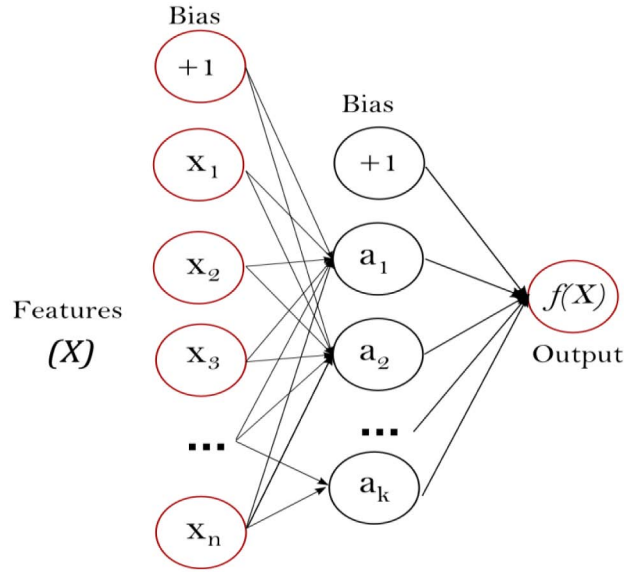 Bias
+1
x₁
x₂
x₃
...
xₙ
Features
(X)
Bias
+1
a₁
a₂
...
aₖ
f(X)
Output